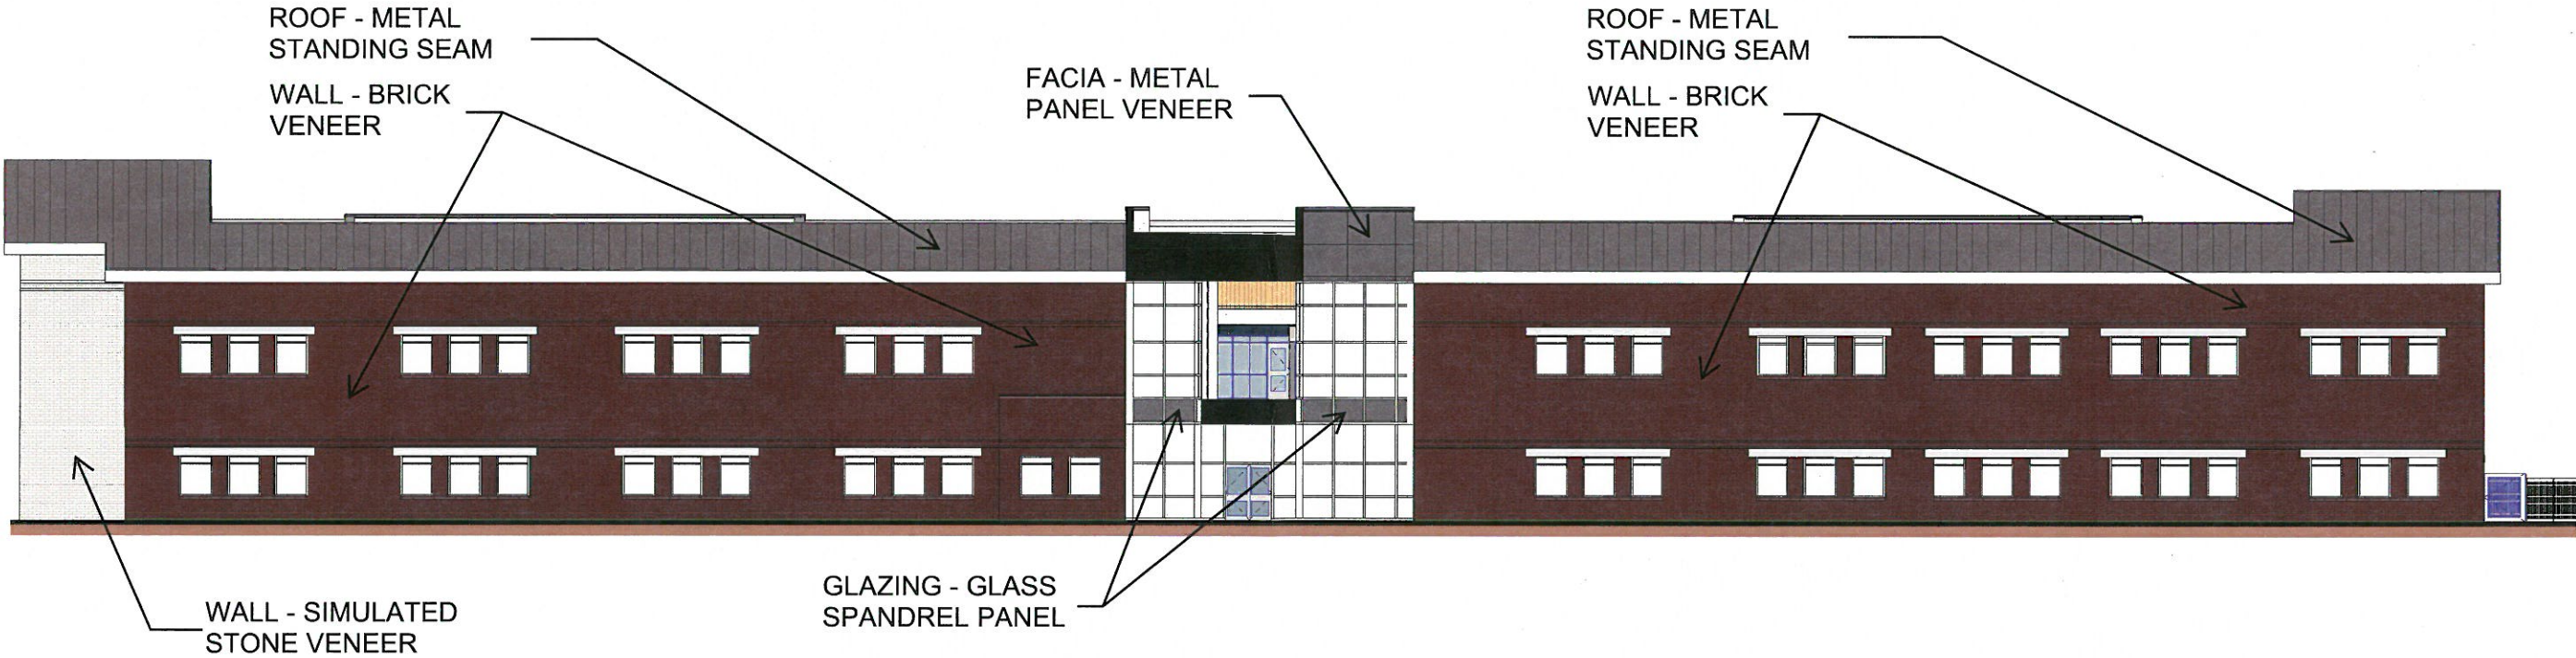 ROOF - METAL
STANDING SEAM
WALL - BRICK
VENEER
FACIA - METAL
PANEL VENEER
ROOF - METAL
STANDING SEAM
WALL - BRICK
VENEER
WALL - SIMULATED
STONE VENEER
GLAZING - GLASS
SPANDREL PANEL